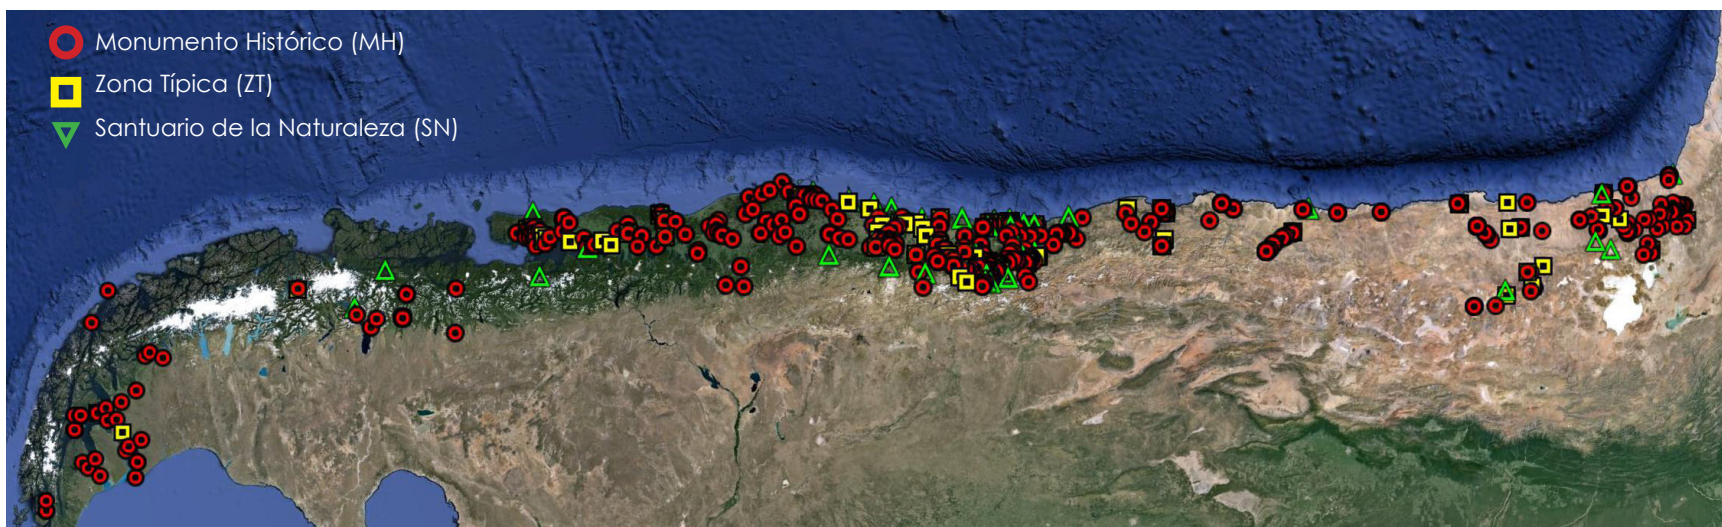 Monumento Histórico (MH)
Zona Típica (ZT)
Santuario de la Naturaleza (SN)